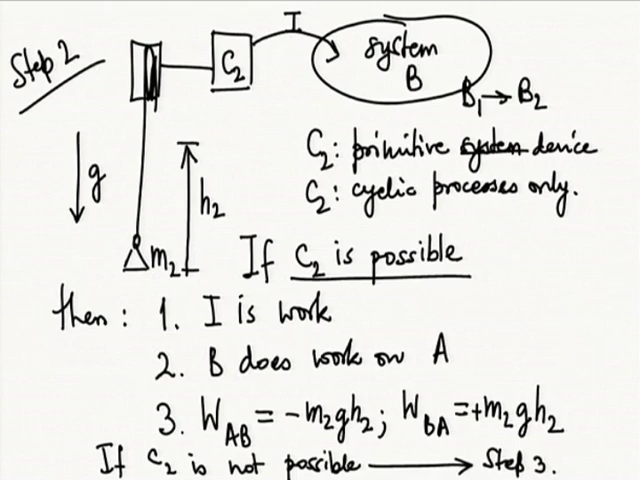 Step 2
C₂
I
system
B
B₁→B₂
g
h₂
m₂
C₂: primitive system device
C₂: cyclic processes only.
If C₂ is possible
then: 1. I is work
2. B does work on A
3. W_AB = -m₂gh₂; W_BA = +m₂gh₂
If C₂ is not possible ⟶ Step 3.